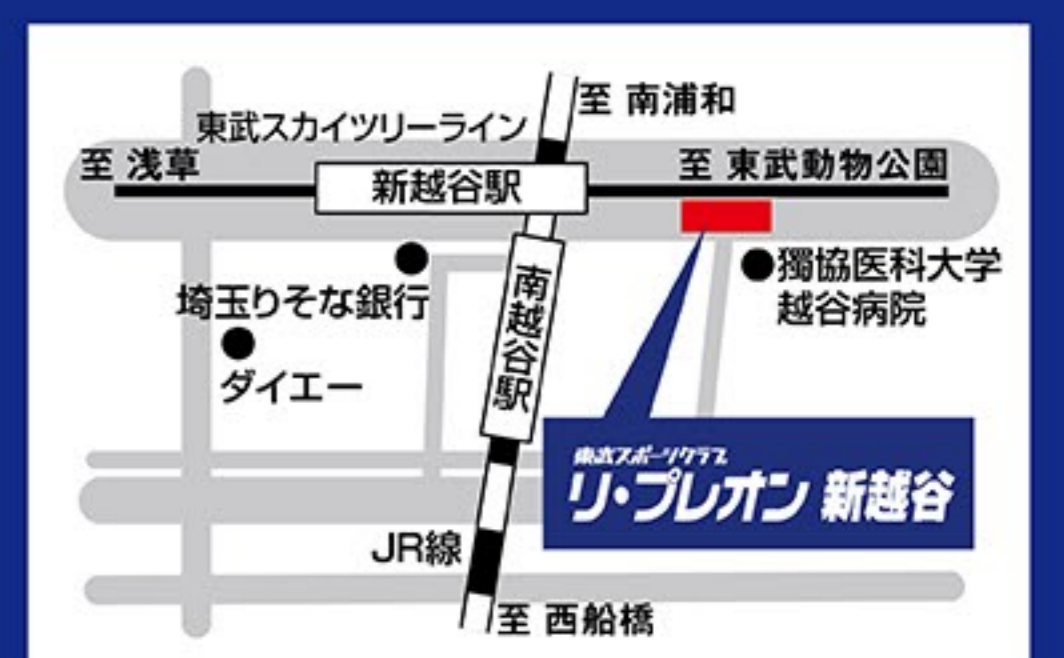 至 南浦和
東武スカイツリーライン
至 浅草
新越谷駅
至 東武動物公園
南越谷駅
獨協医科大学
越谷病院
埼玉りそな銀行
ダイエー
東武スポーツクラブ
リ・プレオン 新越谷
JR線
至 西船橋